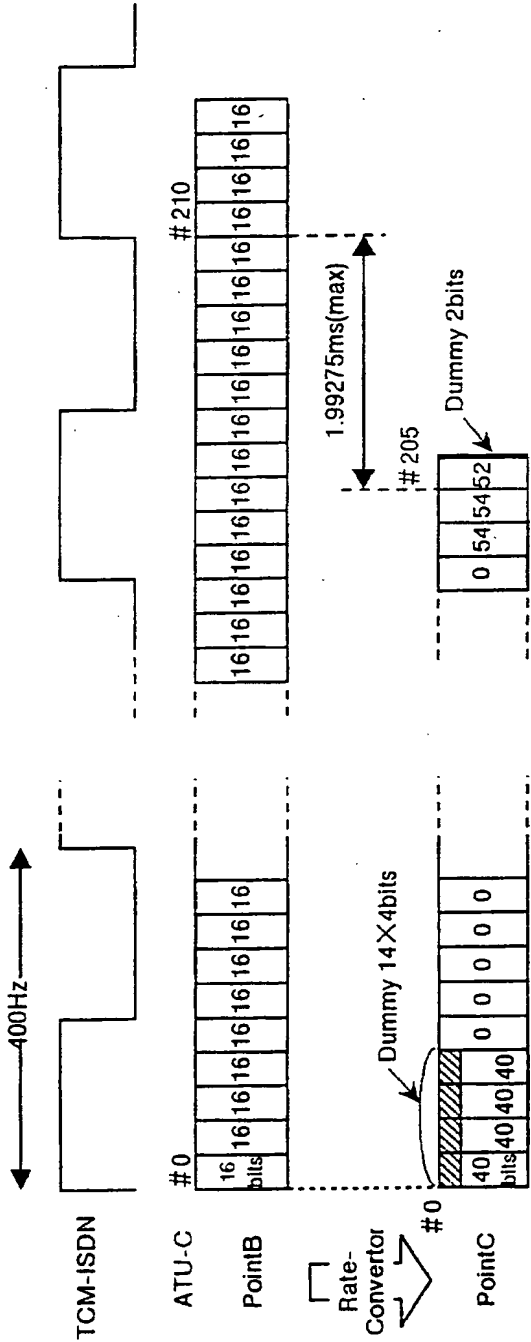 400Hz
TCM-ISDN
#0
#210
ATU-C
PointB
16 bits 16 16 16 16 16 16 16 16
16 16 16 16 16 16 16 16 16 16 16 16 16 16 16 16 16
1.99275ms(max)
Rate-
Convertor
Dummy 14×4bits
#205
Dummy 2bits
#0
PointC
40 bits 40 40 40 0 0 0 0 0
0 54 54 52